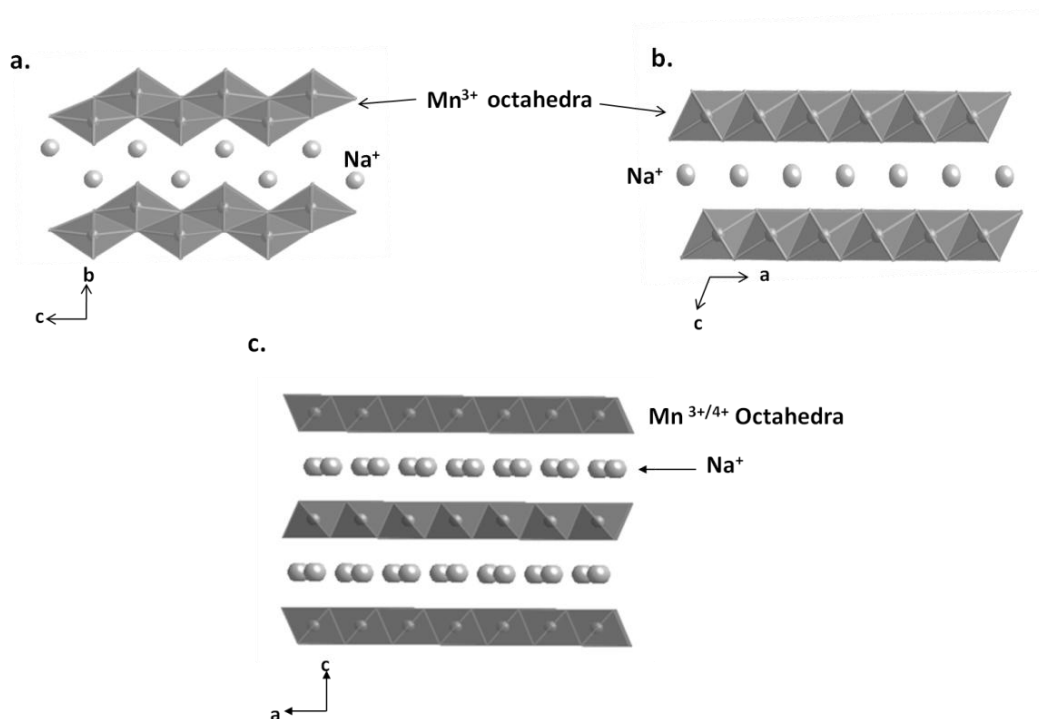 a.
b.
Mn³⁺ octahedra
Na⁺
Na⁺
b
c
a
c
c.
Mn ³⁺/⁴⁺ Octahedra
Na⁺
c
a